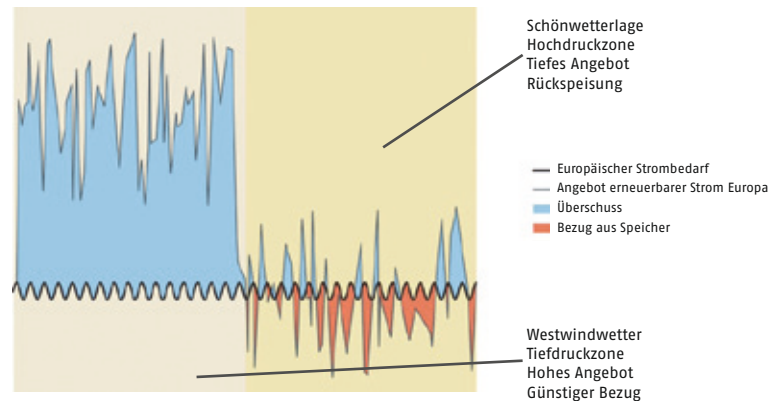 Schönwetterlage
Hochdruckzone
Tiefes Angebot
Rückspeisung
Europäischer Strombedarf
Angebot erneuerbarer Strom Europa
Überschuss
Bezug aus Speicher
Westwindwetter
Tiefdruckzone
Hohes Angebot
Günstiger Bezug